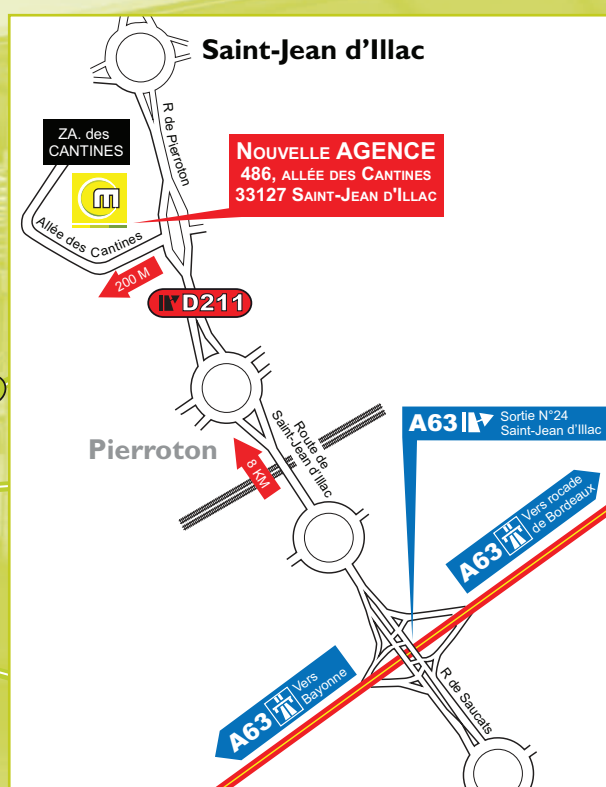 Saint-Jean d'Illac
R de Pierroton
ZA. des
CANTINES
NOUVELLE AGENCE
486, ALLÉE DES CANTINES
33127 SAINT-JEAN D'ILLAC
m
Allée des Cantines
200 M
D211
Pierroton
8 KM
Route de
Saint-Jean d'Illac
A63
Sortie N°24
Saint-Jean d'Illac
A63
Vers rocade
de Bordeaux
A63
Vers
Bayonne
R de Saucats